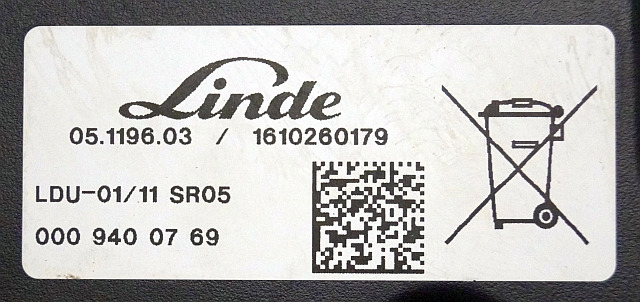 Linde
05.1196.03 / 1610260179
LDU-01/11 SR05
000 940 07 69